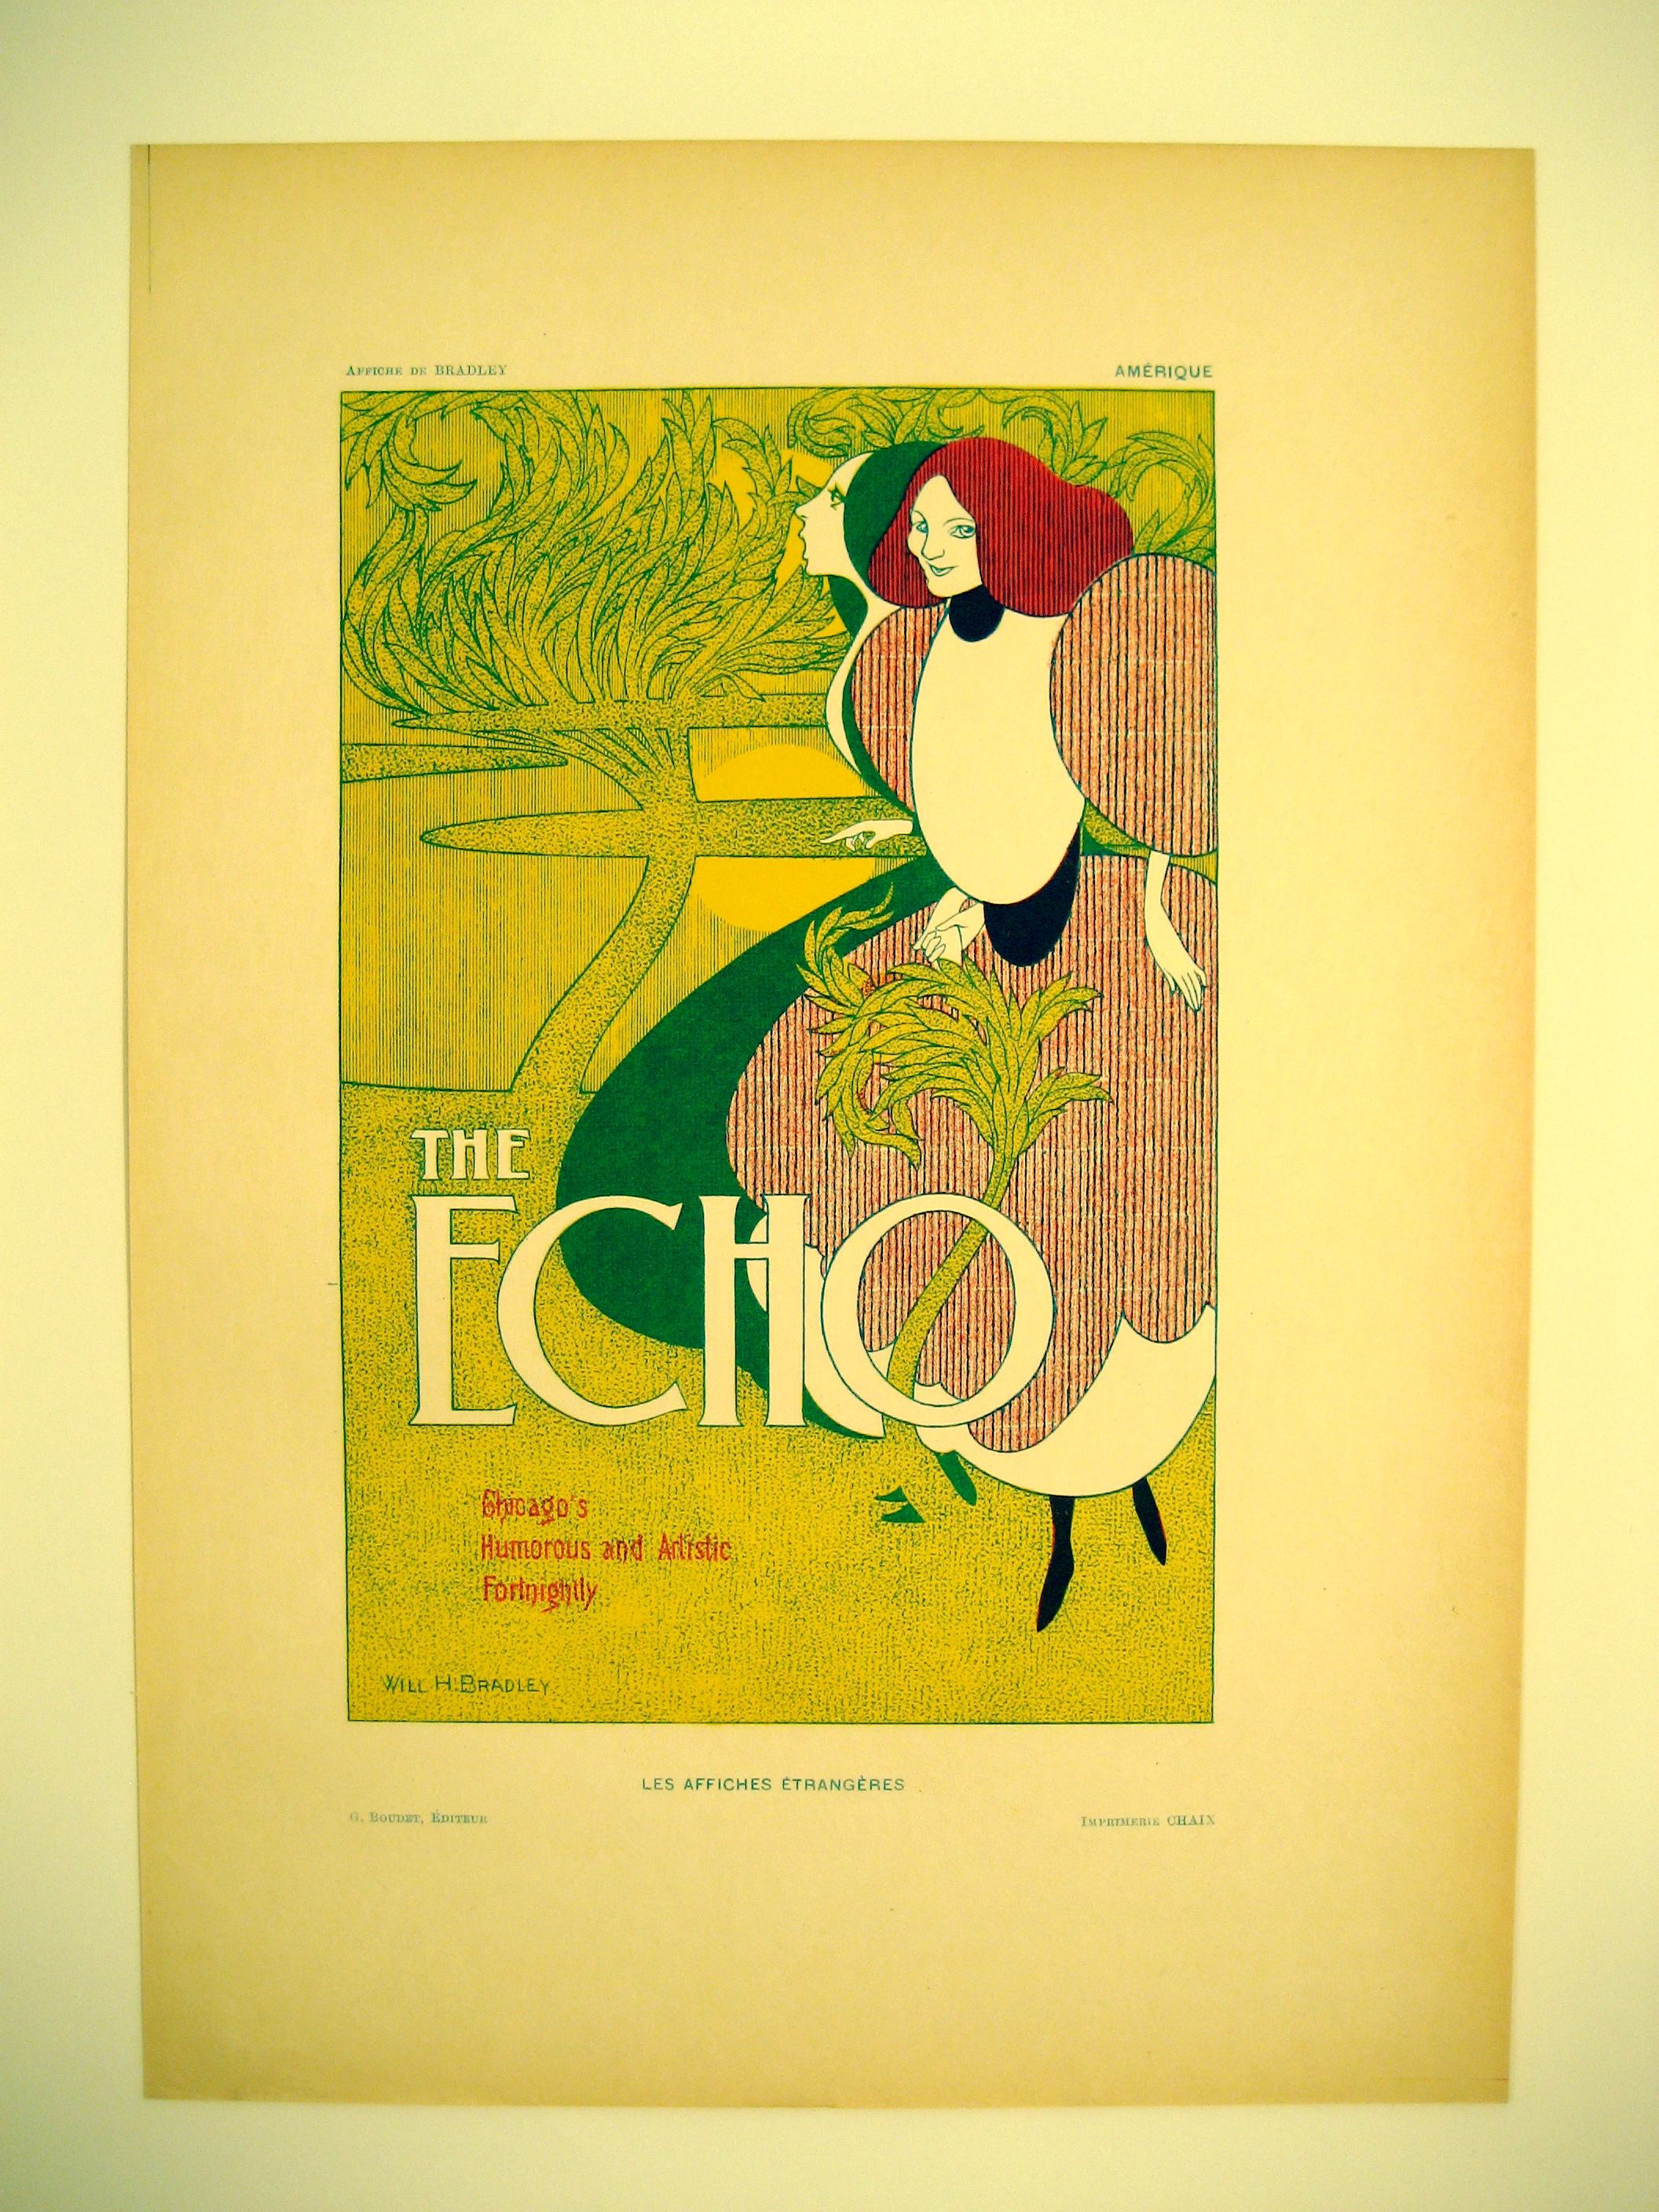 AFFICHE DE BRADLEY
AMÉRIQUE
THE
ECHO
Chicago's
Humorous and Artistic
Fortnightly
WILL H. BRADLEY
LES AFFICHES ÉTRANGÈRES
G. BOUDET, ÉDITEUR
IMPRIMERIE CHAIX